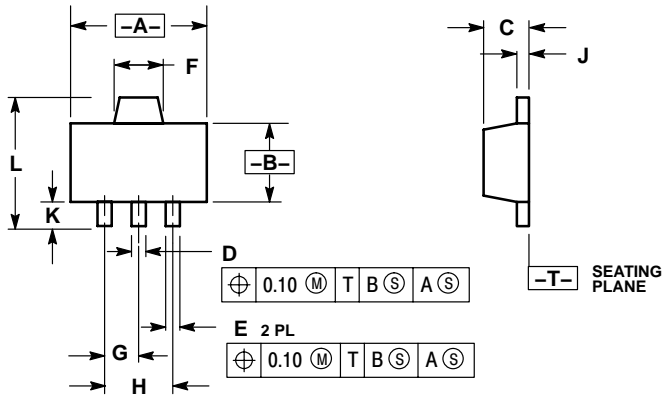 –A–
C
F
J
L
–B–
K
D
⌖ 0.10 Ⓜ T B Ⓢ A Ⓢ
–T– SEATING
PLANE
E 2 PL
G
⌖ 0.10 Ⓜ T B Ⓢ A Ⓢ
H